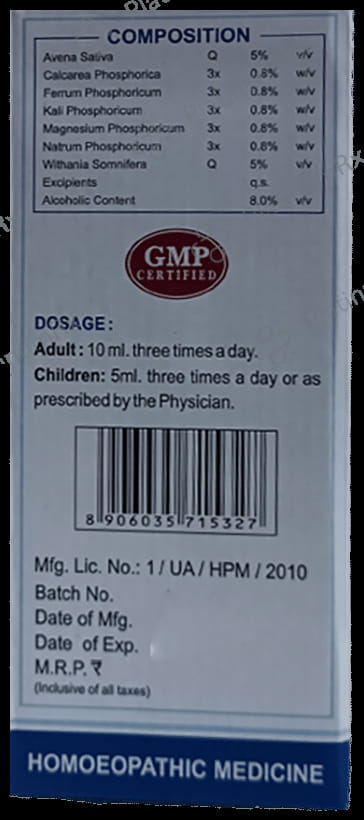 COMPOSITION
Avena Sativa Q 5% v/v
Calcarea Phosphorica 3x 0.8% w/v
Ferrum Phosphoricum 3x 0.8% w/v
Kali Phosphoricum 3x 0.8% w/v
Magnesium Phosphoricum 3x 0.8% w/v
Natrum Phosphoricum 3x 0.8% w/v
Withania Somnifera Q 5% v/v
Excipients q.s.
Alcoholic Content 8.0% v/v
GMP
CERTIFIED
DOSAGE:
Adult : 10 ml. three times a day.
Children: 5ml. three times a day or as
prescribed by the Physician.
8 906035 715327
Mfg. Lic. No.: 1 / UA / HPM / 2010
Batch No.
Date of Mfg.
Date of Exp.
M.R.P. ₹
(Inclusive of all taxes)
HOMOEOPATHIC MEDICINE